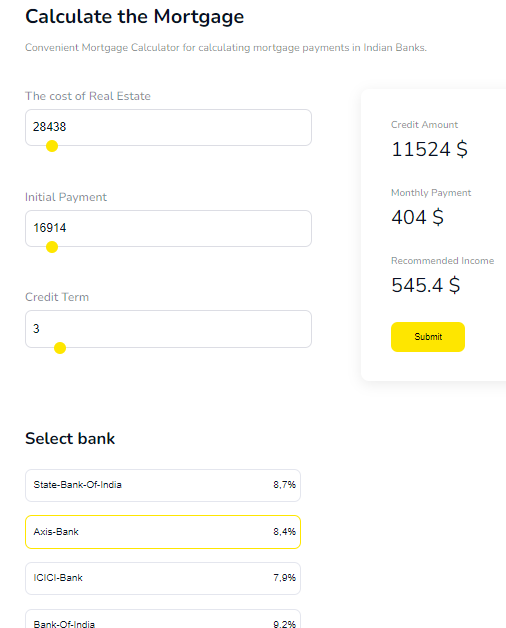 Calculate the Mortgage
Convenient Mortgage Calculator for calculating mortgage payments in Indian Banks.
The cost of Real Estate
28438
Initial Payment
16914
Credit Term
3
Credit Amount
11524 $
Monthly Payment
404 $
Recommended Income
545.4 $
Submit
Select bank
State-Bank-Of-India 8,7%
Axis-Bank 8,4%
ICICI-Bank 7,9%
Bank-Of-India 9.2%